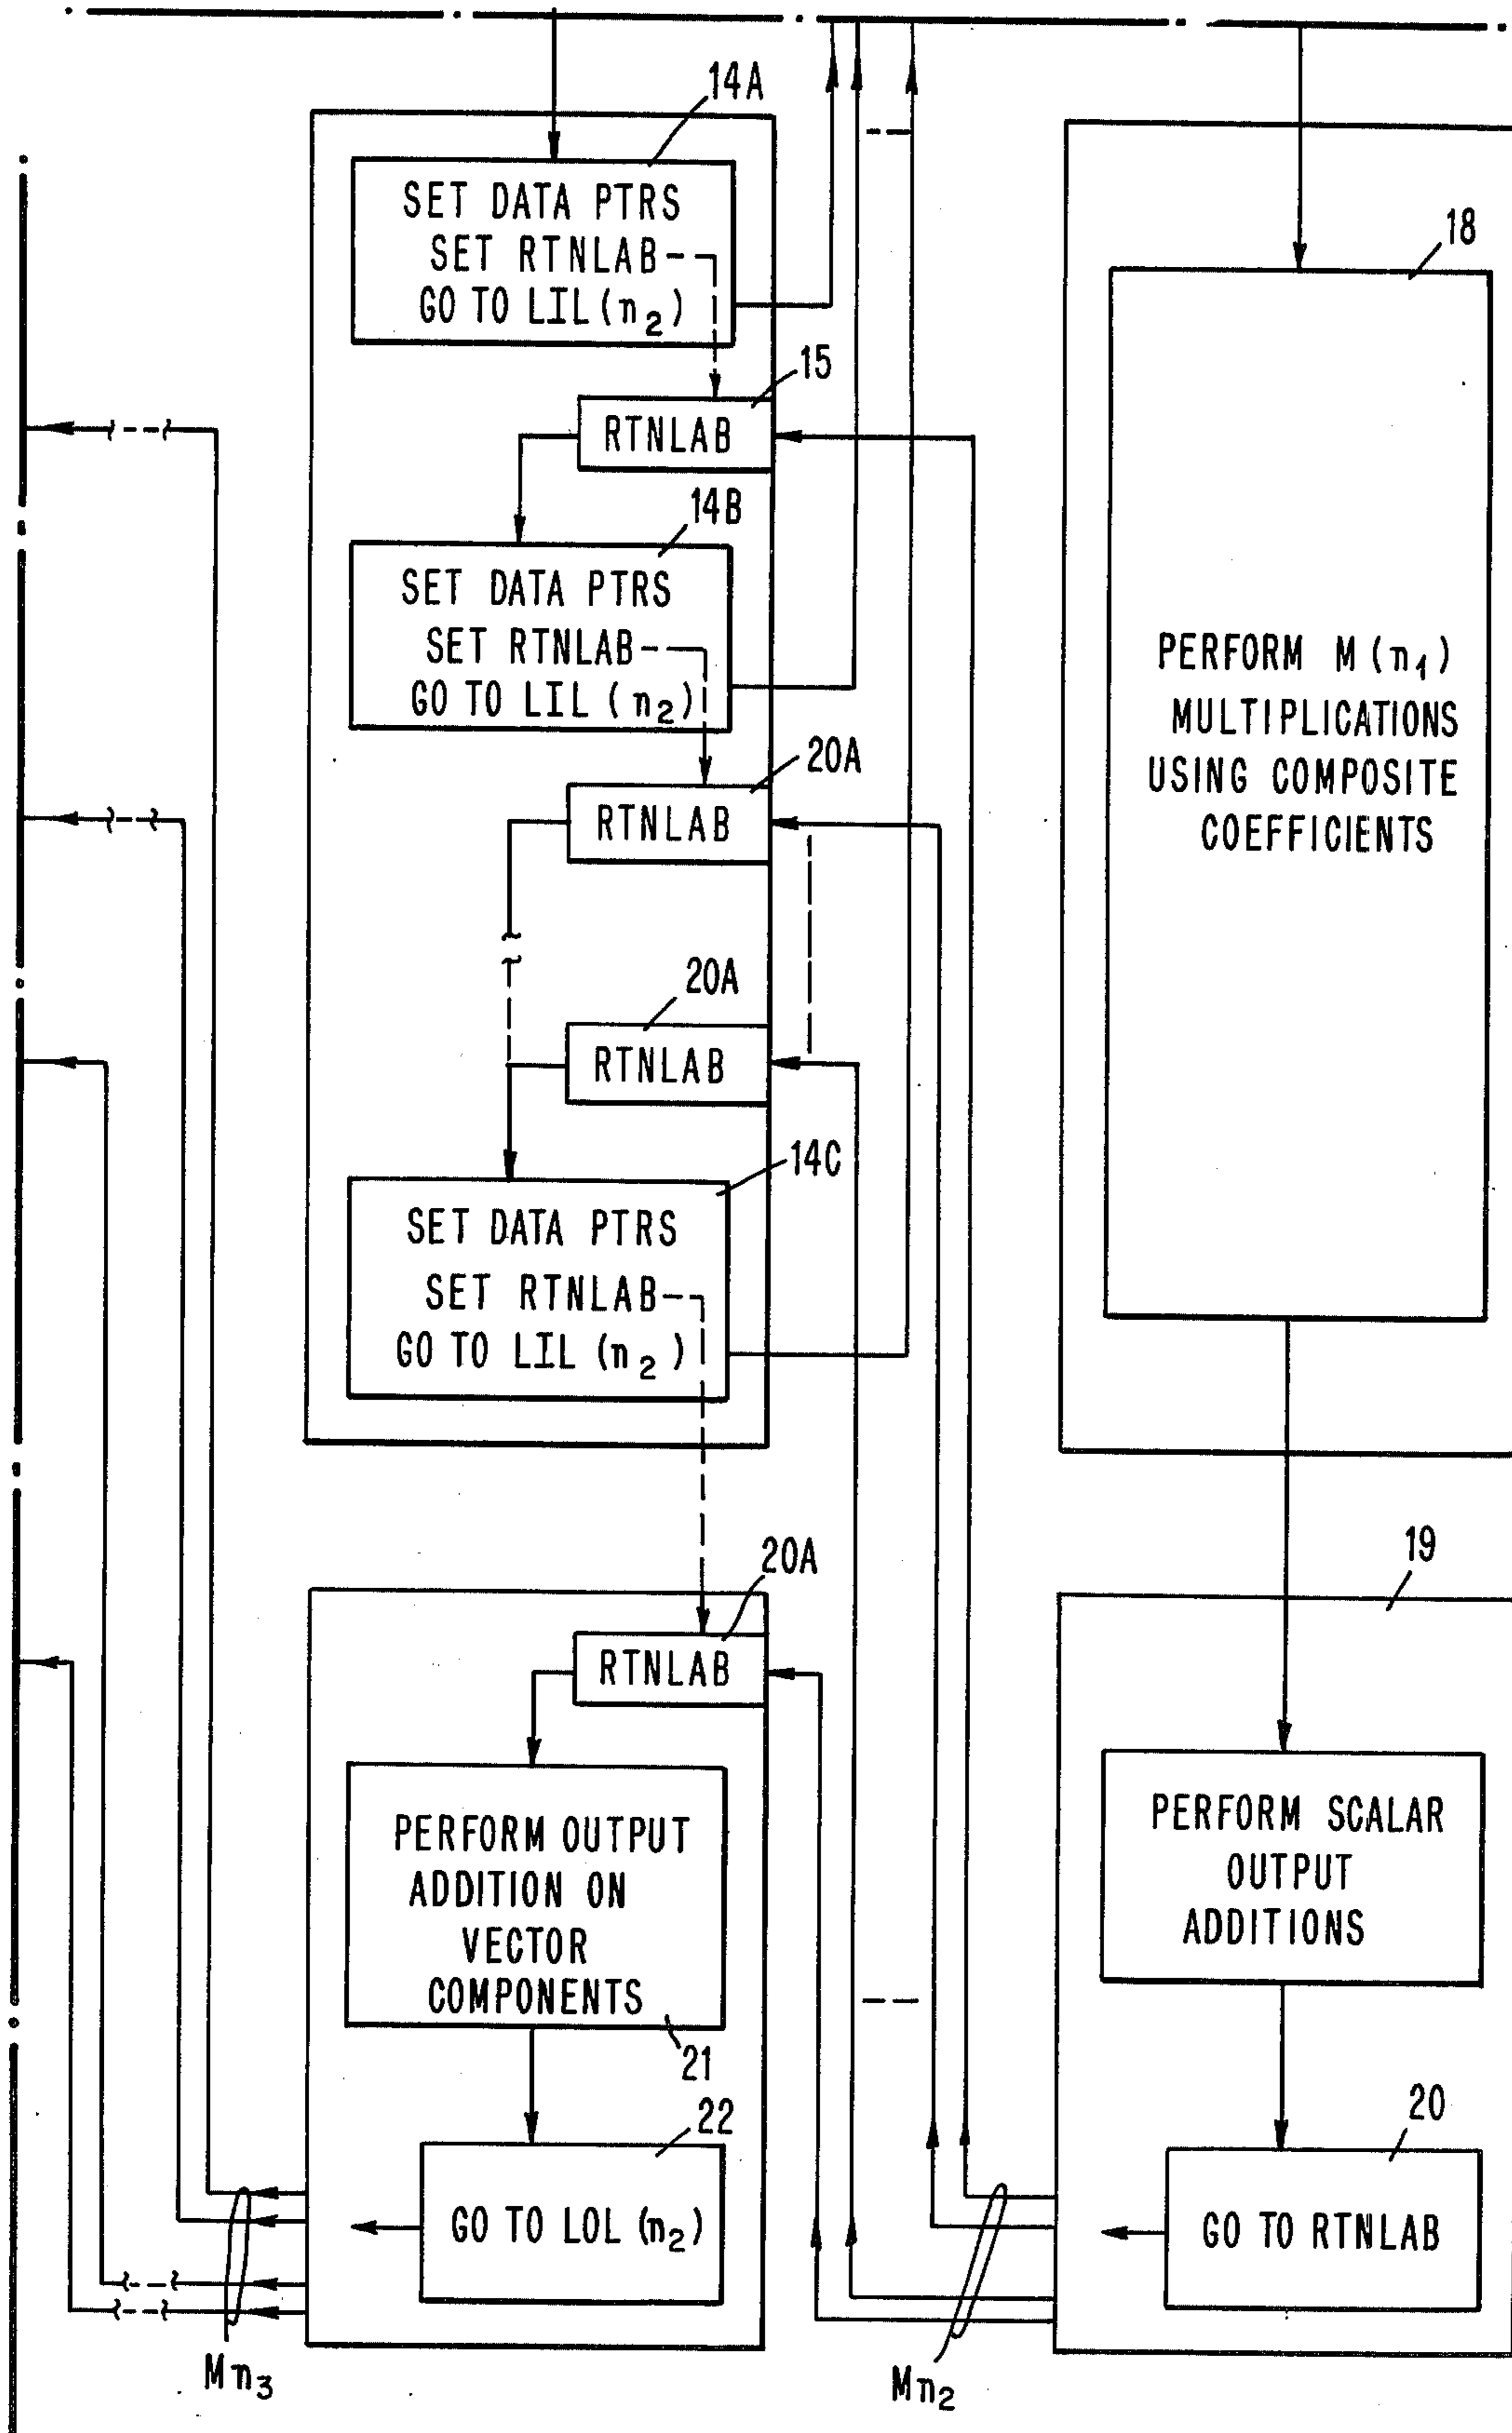 14A
SET DATA PTRS
SET RTNLAB
GO TO LIL (n2)
15
RTNLAB
14B
SET DATA PTRS
SET RTNLAB
GO TO LIL (n2)
20A
RTNLAB
20A
RTNLAB
14C
SET DATA PTRS
SET RTNLAB
GO TO LIL (n2)
18
PERFORM M (n1)
MULTIPLICATIONS
USING COMPOSITE
COEFFICIENTS
20A
RTNLAB
PERFORM OUTPUT
ADDITION ON
VECTOR
COMPONENTS
21
22
GO TO LOL (n2)
Mn3
19
PERFORM SCALAR
OUTPUT
ADDITIONS
20
GO TO RTNLAB
Mn2